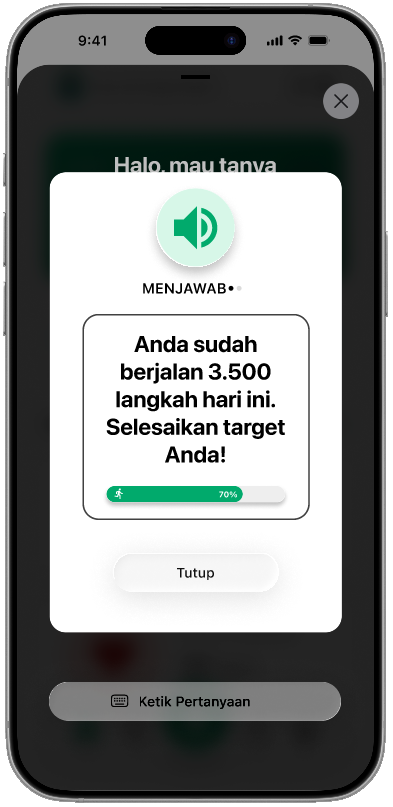 9:41
Halo, mau tanya
MENJAWAB
Anda sudah
berjalan 3.500
langkah hari ini.
Selesaikan target
Anda!
70%
Tutup
Ketik Pertanyaan